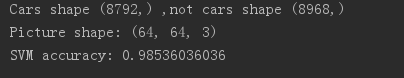 Cars shape (8792,) ,not cars shape (8968,)
Picture shape: (64, 64, 3)
SVM accuracy: 0.98536036036